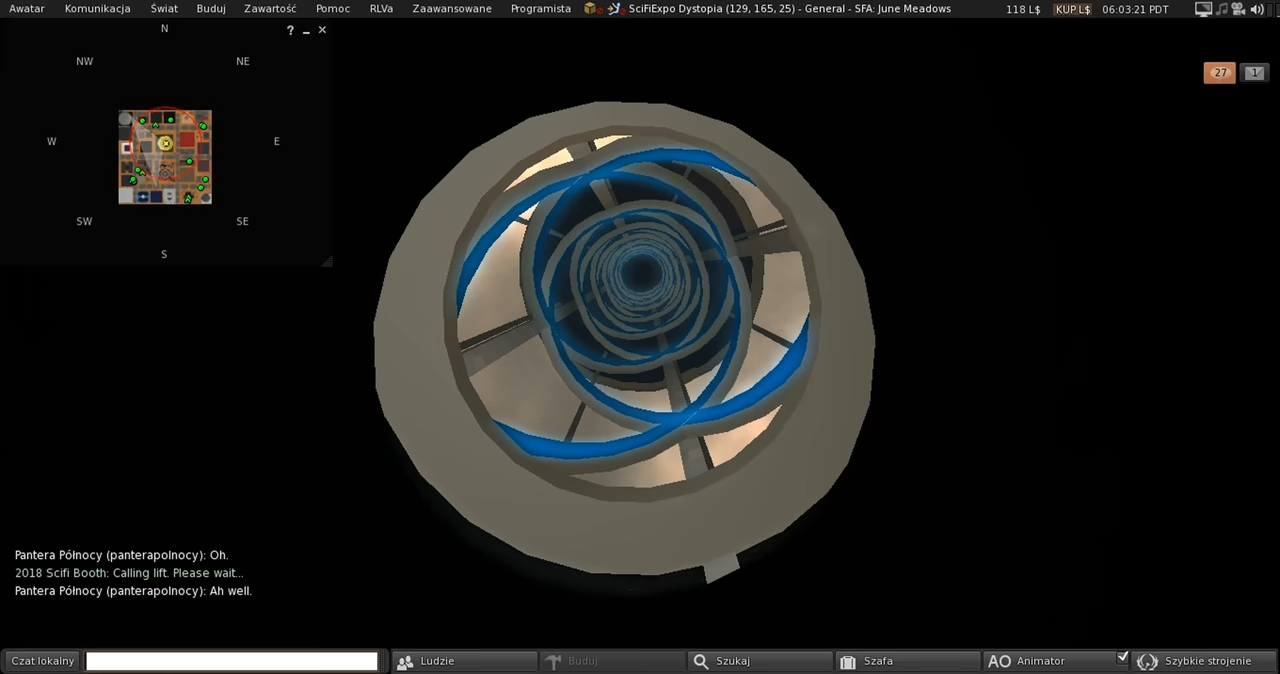 Awatar Komunikacja Świat Buduj Zawartość Pomoc RLVa Zaawansowane Programista SciFiExpo Dystopia (129, 165, 25) - General - SFA: June Meadows 118 L$ KUP L$ 06:03:21 PDT
N ? _ ×
NW NE
27 1
W E
SW SE
S
Pantera Północy (panterapolnocy): Oh.
2018 Scifi Booth: Calling lift. Please wait...
Pantera Północy (panterapolnocy): Ah well.
Czat lokalny Ludzie Buduj Szukaj Szafa AO Animator Szybkie strojenie